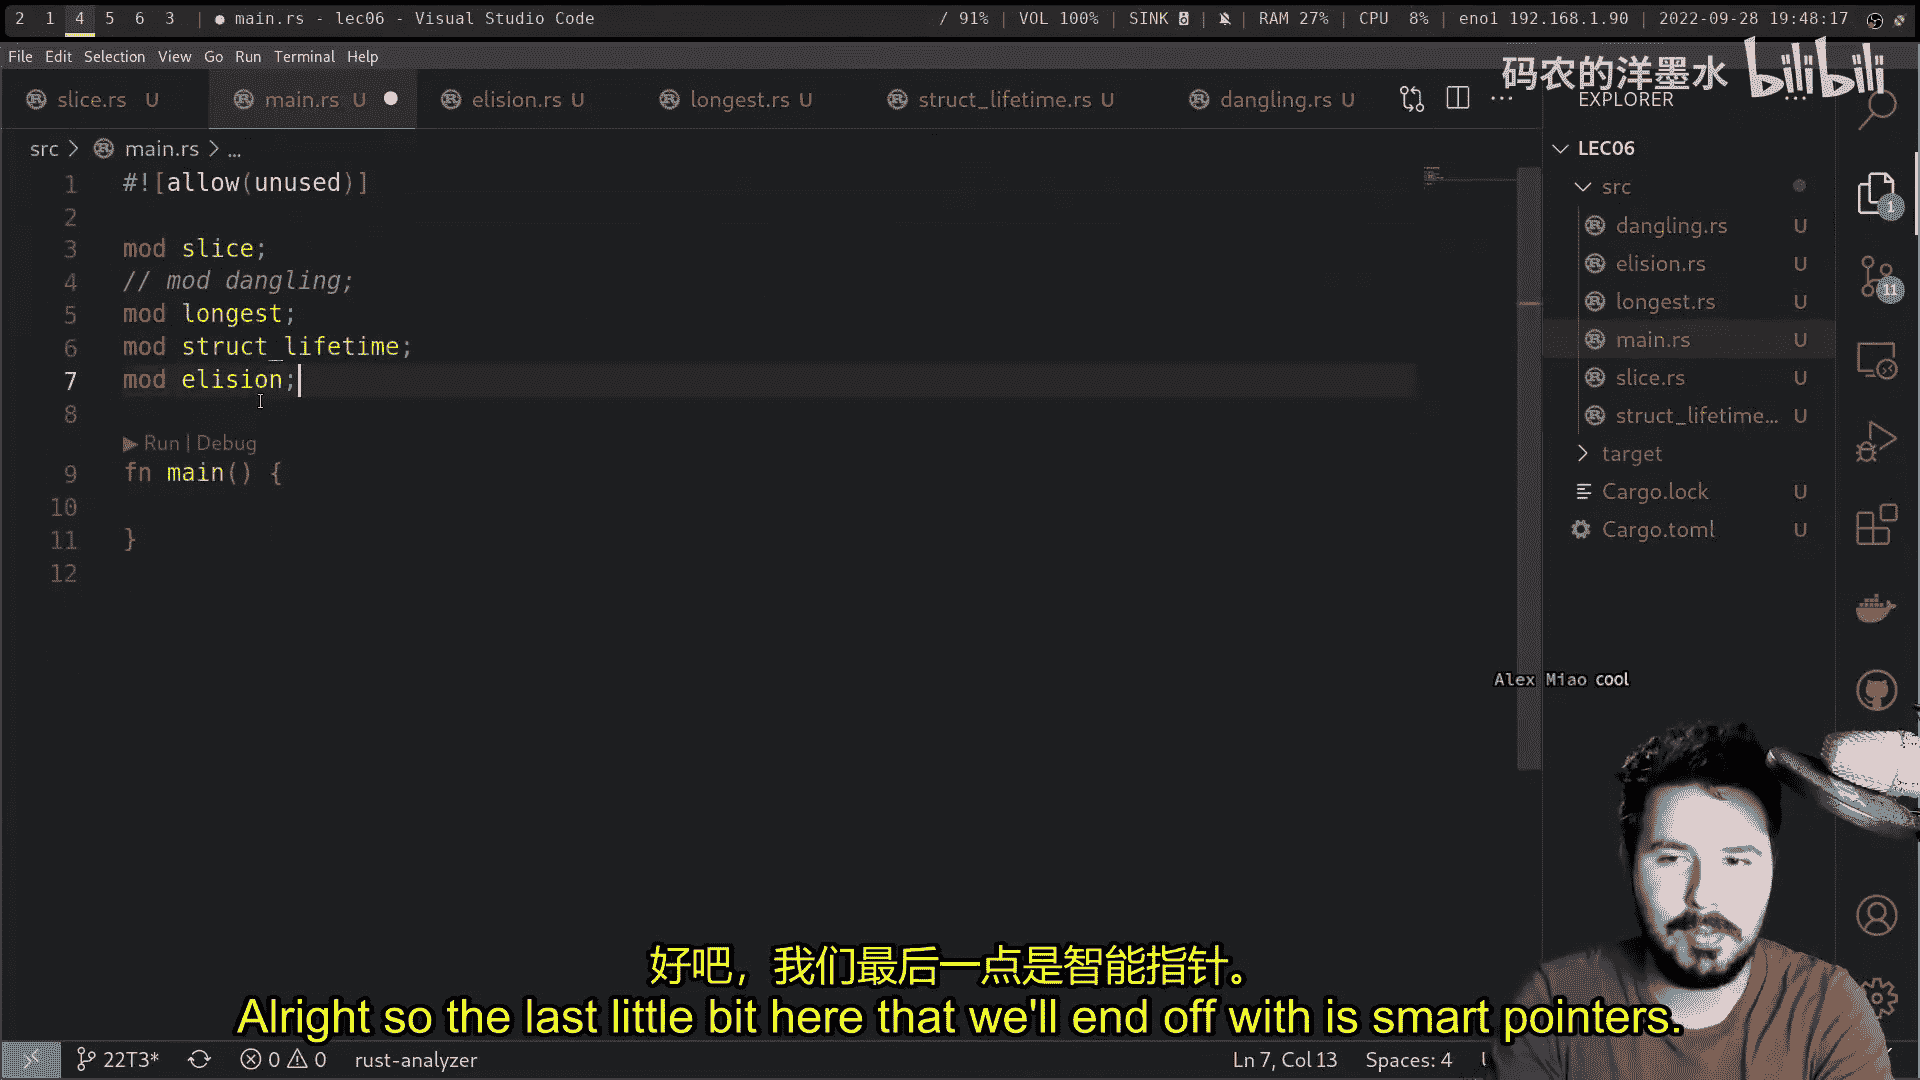 2 1 4 5 6 3 | ● main.rs - lec06 - Visual Studio Code
/ 91% | VOL 100% | SINK | | RAM 27% | CPU 8% | eno1 192.168.1.90 | 2022-09-28 19:48:17
File Edit Selection View Go Run Terminal Help
码农的洋墨水 bilibili
slice.rs U
main.rs U ●
elision.rs U
longest.rs U
struct_lifetime.rs U
dangling.rs U
EXPLORER
src > main.rs > ...
LEC06
src
dangling.rs U
elision.rs U
longest.rs U
main.rs U
slice.rs U
struct_lifetime... U
target
Cargo.lock U
Cargo.toml U
1
11
1 #![allow(unused)]
2
3 mod slice;
4 // mod dangling;
5 mod longest;
6 mod struct_lifetime;
7 mod elision;
8
▶ Run | Debug
9 fn main() {
10
11 }
12
Alex Miao cool
好吧，我们最后一点是智能指针。
Alright so the last little bit here that we'll end off with is smart pointers.
22T3* 0 0 rust-analyzer
Ln 7, Col 13 Spaces: 4